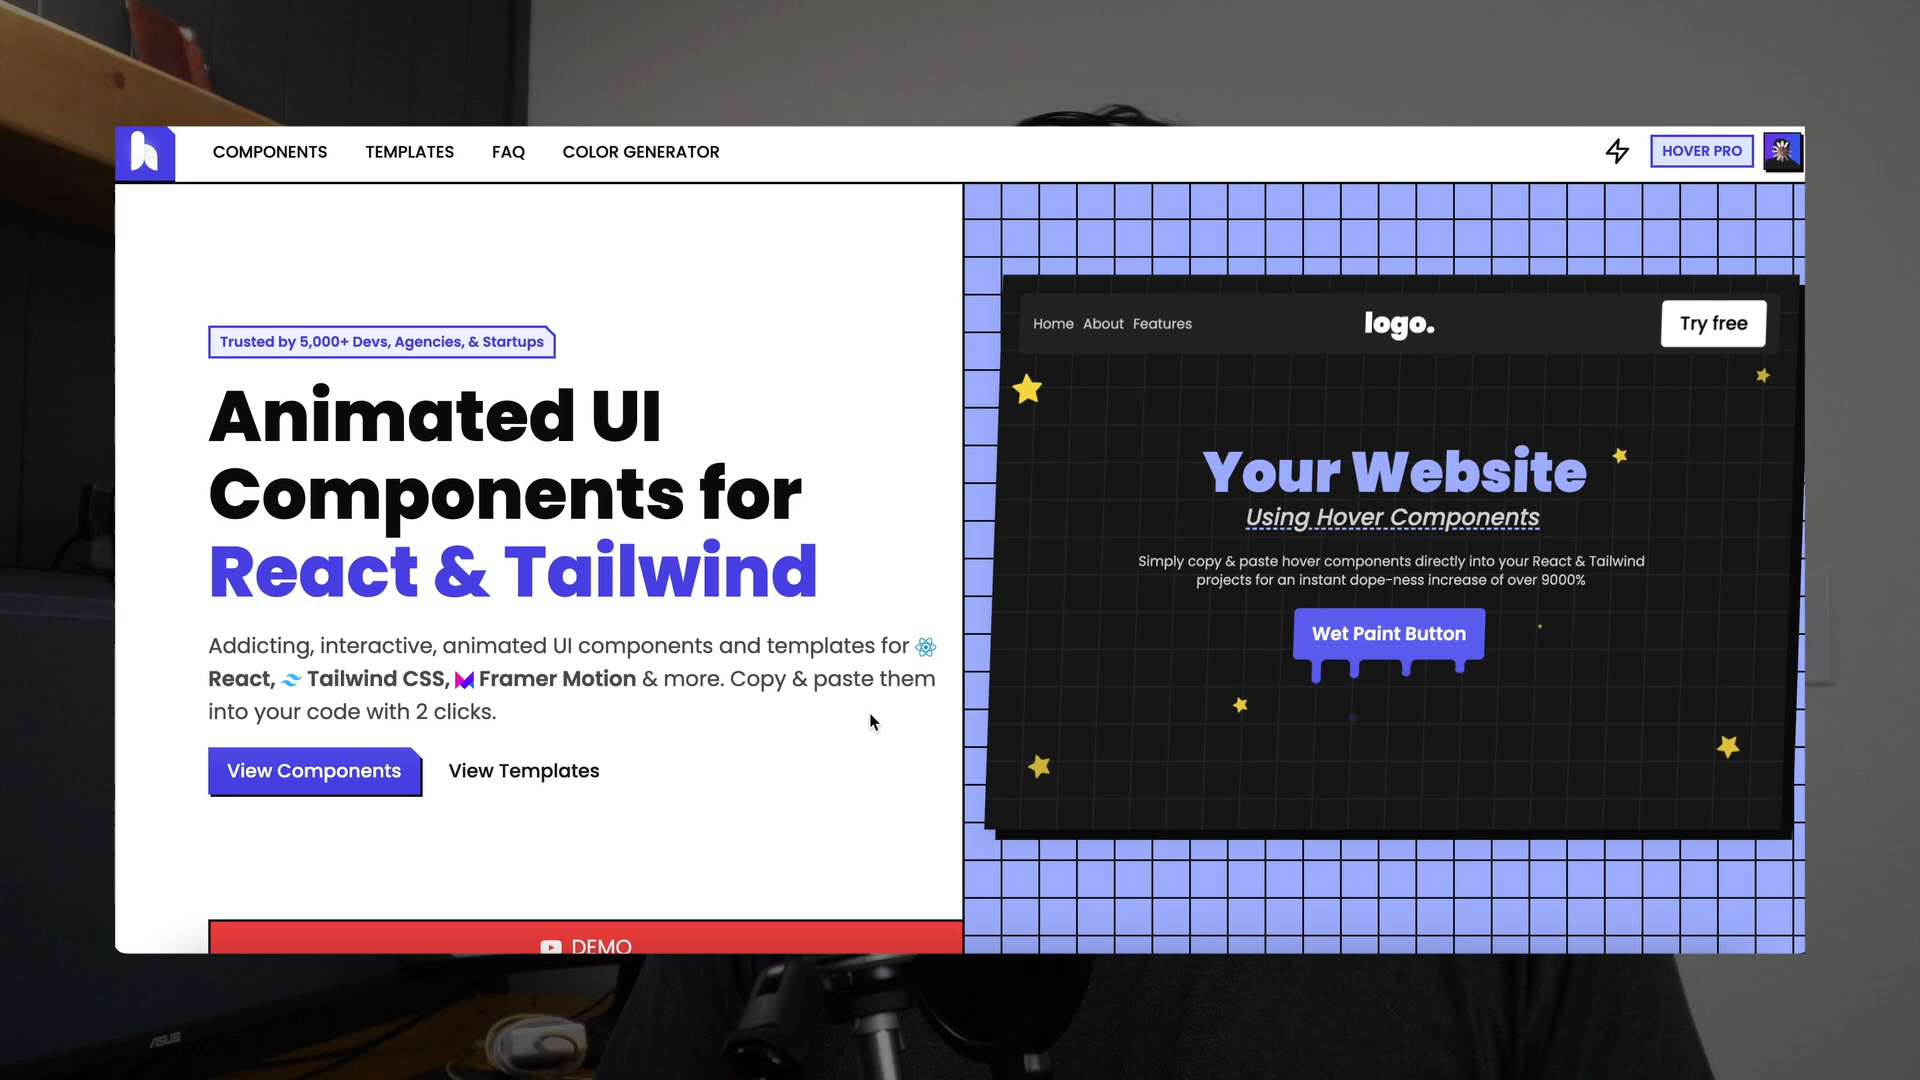 h
COMPONENTS
TEMPLATES
FAQ
COLOR GENERATOR
HOVER PRO
Trusted by 5,000+ Devs, Agencies, & Startups
Animated UI
Components for
React & Tailwind
Addicting, interactive, animated UI components and templates for
React, Tailwind CSS, Framer Motion & more. Copy & paste them
into your code with 2 clicks.
View Components
View Templates
DEMO
Home About Features
logo.
Try free
Your Website
Using Hover Components
Simply copy & paste hover components directly into your React & Tailwind
projects for an instant dope-ness increase of over 9000%
Wet Paint Button
ASUS